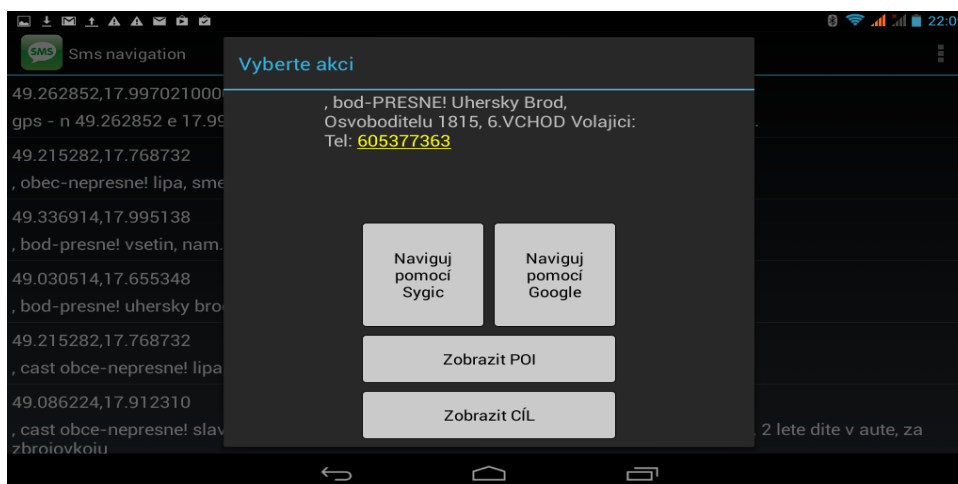 22:0
SMS
Sms navigation
Vyberte akci
49.262852,17.997021000
gps - n 49.262852 e 17.99
, bod-PRESNE! Uhersky Brod,
Osvoboditelu 1815, 6.VCHOD Volajici:
Tel: 605377363
49.215282,17.768732
, obec-nepresne! lipa, sme
49.336914,17.995138
, bod-presne! vsetin, nam.
49.030514,17.655348
, bod-presne! uhersky bro
49.215282,17.768732
, cast obce-nepresne! lipa
49.086224,17.912310
, cast obce-nepresne! slav
, 2 lete dite v aute, za
zbrojovkoju
Naviguj
pomocí
Sygic
Naviguj
pomocí
Google
Zobrazit POI
Zobrazit CÍL